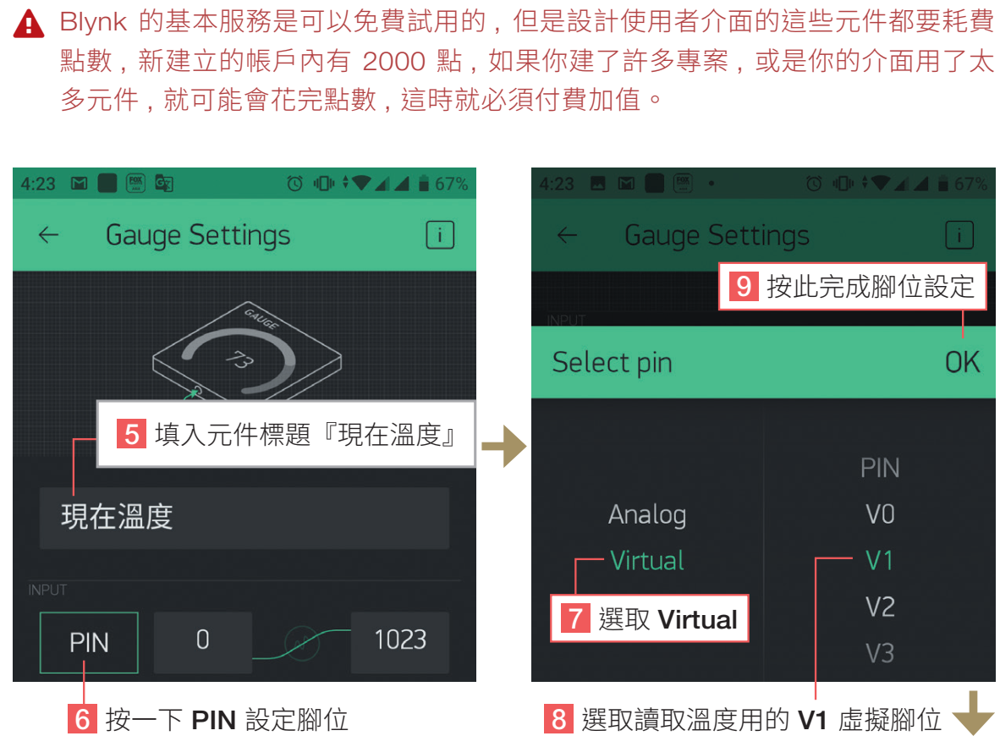 Blynk 的基本服務是可以免費試用的，但是設計使用者介面的這些元件都要耗費
點數，新建立的帳戶內有 2000 點，如果你建了許多專案，或是你的介面用了太
多元件，就可能會花完點數，這時就必須付費加值。
4:23 67%
← Gauge Settings i
GAUGE
73
5 填入元件標題『現在溫度』
現在溫度
INPUT
PIN 0 1023
6 按一下 PIN 設定腳位
4:23 67%
← Gauge Settings i
9 按此完成腳位設定
INPUT
Select pin OK
PIN
Analog V0
Virtual V1
7 選取 Virtual
V2
V3
8 選取讀取溫度用的 V1 虛擬腳位